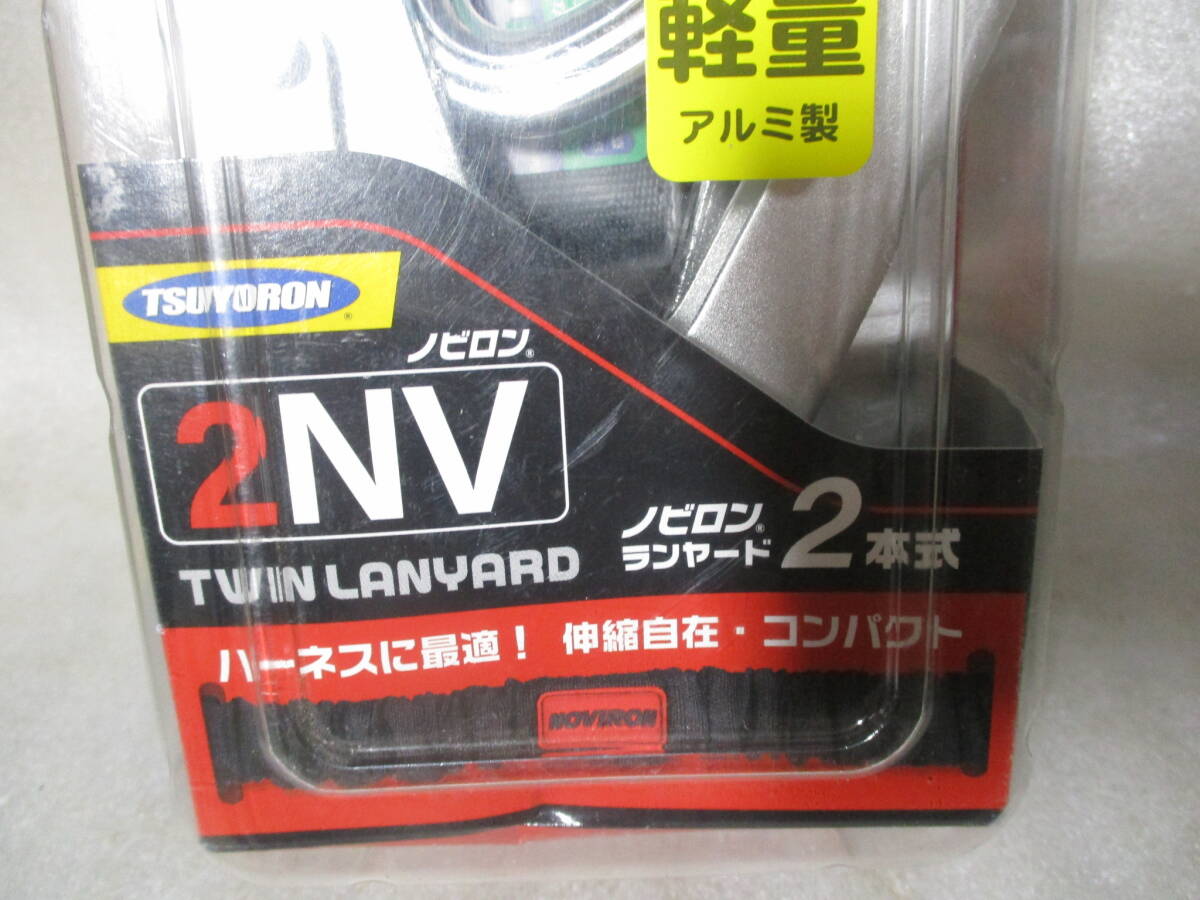 軽量
アルミ製
TSUYORON®
ノビロン®
2NV
TWIN LANYARD
ノビロン®
ランヤード
2本式
ハーネスに最適！ 伸縮自在・コンパクト
NOVIRON